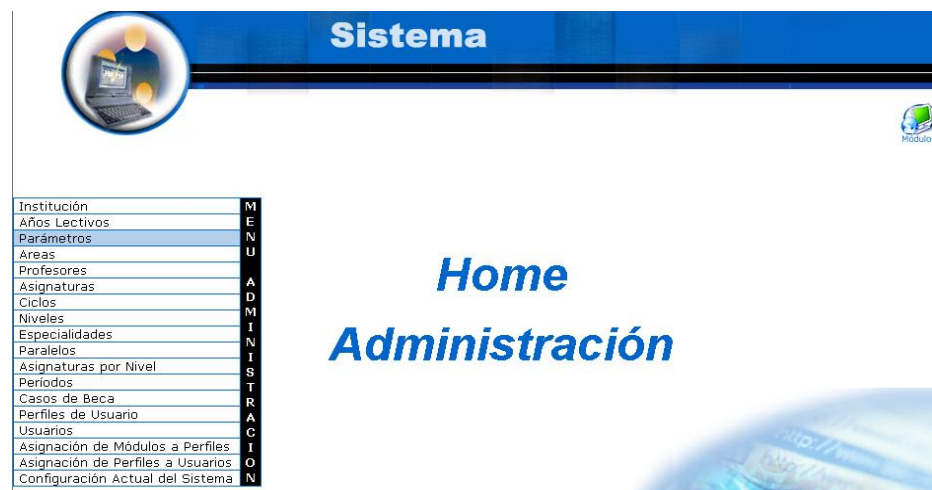 Sistema
Módulo
Institución
Años Lectivos
Parámetros
Areas
Profesores
Asignaturas
Ciclos
Niveles
Especialidades
Paralelos
Asignaturas por Nivel
Períodos
Casos de Beca
Perfiles de Usuario
Usuarios
Asignación de Módulos a Perfiles
Asignación de Perfiles a Usuarios
Configuración Actual del Sistema
MENU ADMINISTRACION
Home
Administración
http://